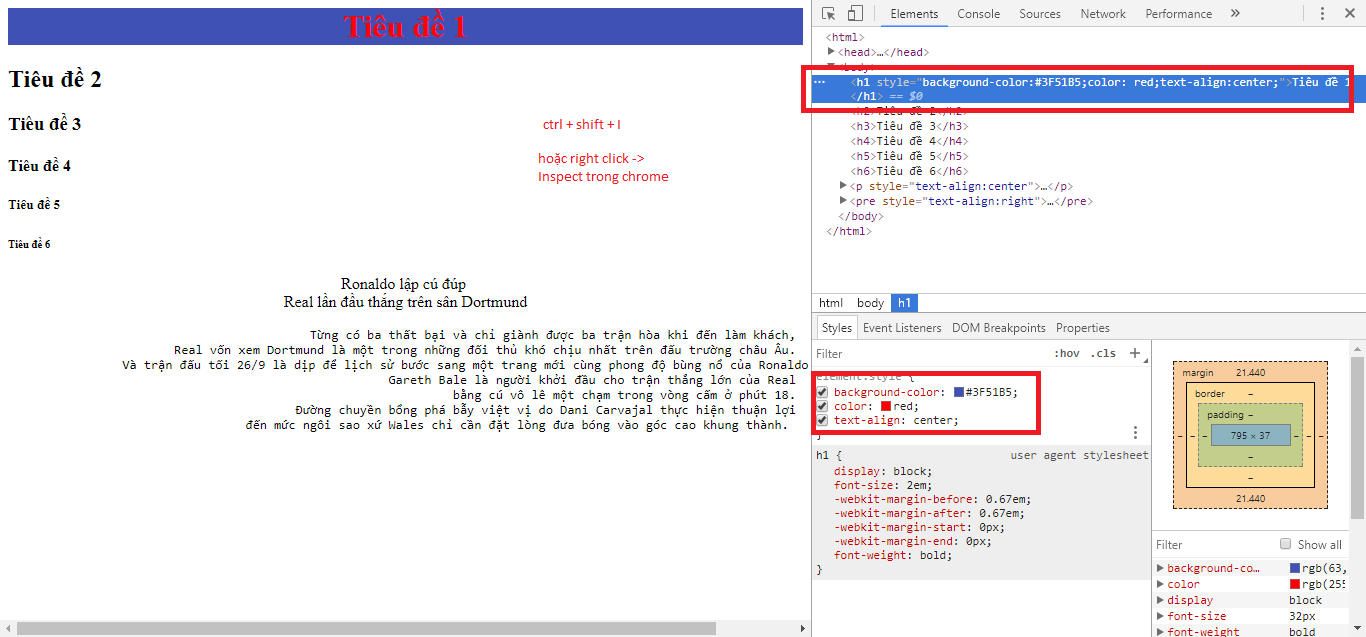 Tiêu đề 1
Tiêu đề 2
Tiêu đề 3
Tiêu đề 4
Tiêu đề 5
Tiêu đề 6
ctrl + shift + I
hoặc right click ->
Inspect trong chrome
Ronaldo lập cú đúp
Real lần đầu thắng trên sân Dortmund
Từng có ba thất bại và chỉ giành được ba trận hòa khi đến làm khách,
Real vốn xem Dortmund là một trong những đối thủ khó chịu nhất trên đấu trường châu Âu.
Và trận đấu tối 26/9 là dịp để lịch sử bước sang một trang mới cùng phong độ bùng nổ của Ronaldo
Gareth Bale là người khởi đầu cho trận thắng lớn của Real
bằng cú vô lê một chạm trong vòng cấm ở phút 18.
Đường chuyền bổng phá bẫy việt vị do Dani Carvajal thực hiện thuận lợi
đến mức ngôi sao xứ Wales chỉ cần đặt lòng đưa bóng vào góc cao khung thành.
Elements Console Sources Network Performance »
<html>
<head>…</head>
<body>
<h1 style="background-color:#3F51B5;color: red;text-align:center;">Tiêu đề 1
</h1> == $0
<h2>Tiêu đề 2</h2>
<h3>Tiêu đề 3</h3>
<h4>Tiêu đề 4</h4>
<h5>Tiêu đề 5</h5>
<h6>Tiêu đề 6</h6>
<p style="text-align:center">…</p>
<pre style="text-align:right">…</pre>
</body>
</html>
html body h1
Styles Event Listeners DOM Breakpoints Properties
Filter :hov .cls +
element.style {
background-color: #3F51B5;
color: red;
text-align: center;
}
h1 { user agent stylesheet
display: block;
font-size: 2em;
-webkit-margin-before: 0.67em;
-webkit-margin-after: 0.67em;
-webkit-margin-start: 0px;
-webkit-margin-end: 0px;
font-weight: bold;
}
margin 21.440
border –
padding –
– – – 795 × 37 – – –
–
–
21.440
Filter Show all
background-co… rgb(63,
color rgb(255
display block
font-size 32px
font-weight bold